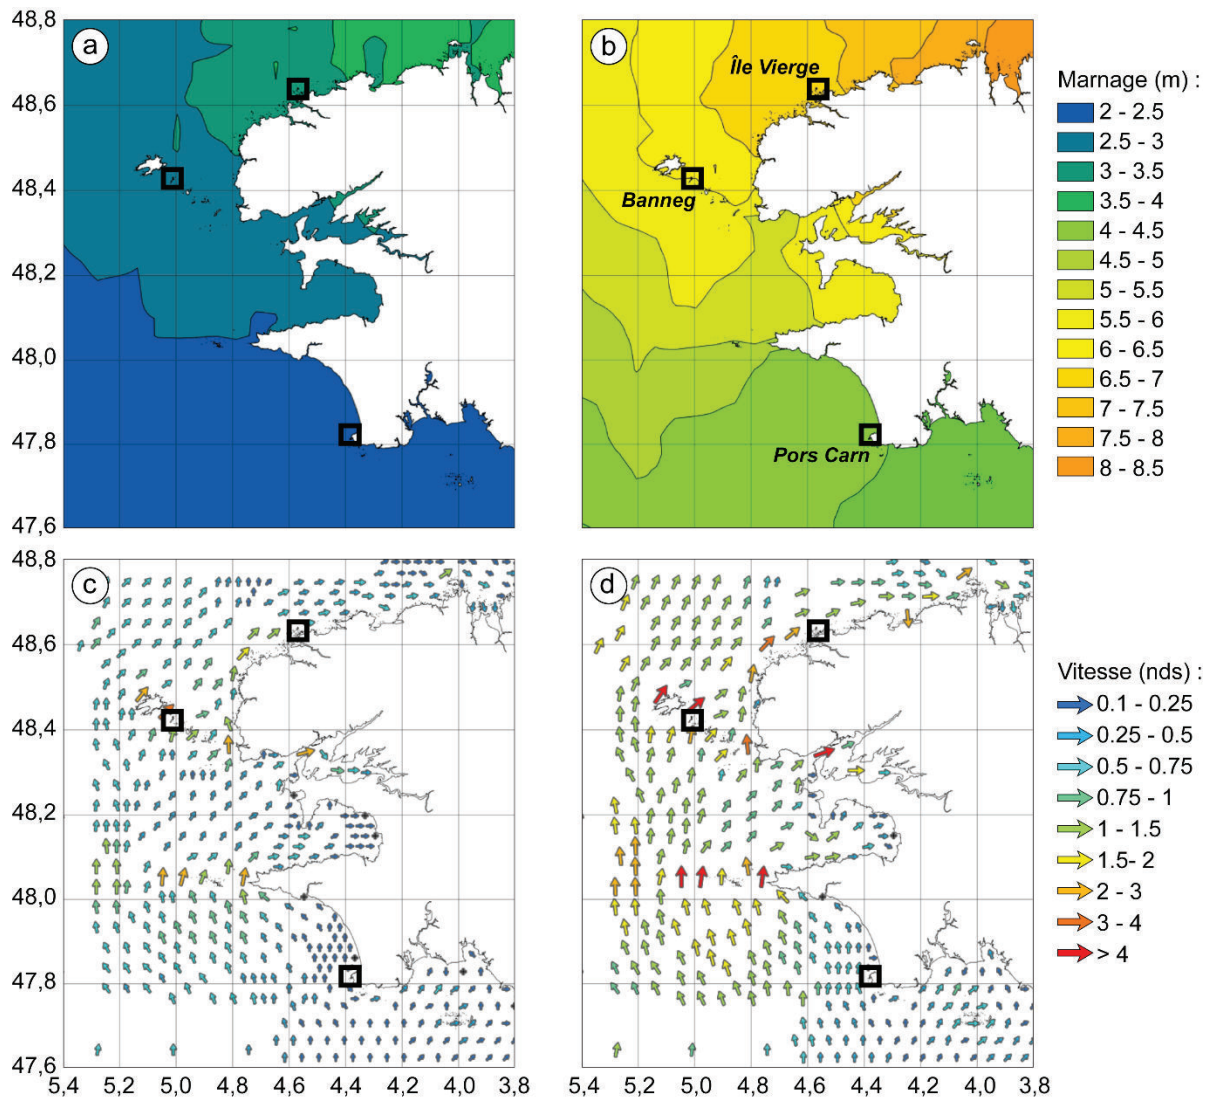 a
b
48,8
48,6
48,4
48,2
48,0
47,8
47,6
Île Vierge
Banneg
Pors Carn
Marnage (m) :
2 - 2.5
2.5 - 3
3 - 3.5
3.5 - 4
4 - 4.5
4.5 - 5
5 - 5.5
5.5 - 6
6 - 6.5
6.5 - 7
7 - 7.5
7.5 - 8
8 - 8.5
c
d
48,8
48,6
48,4
48,2
48,0
47,8
47,6
5,4 5,2 5,0 4,8 4,6 4,4 4,2 4,0 3,8
5,4 5,2 5,0 4,8 4,6 4,4 4,2 4,0 3,8
Vitesse (nds) :
0.1 - 0.25
0.25 - 0.5
0.5 - 0.75
0.75 - 1
1 - 1.5
1.5- 2
2 - 3
3 - 4
> 4